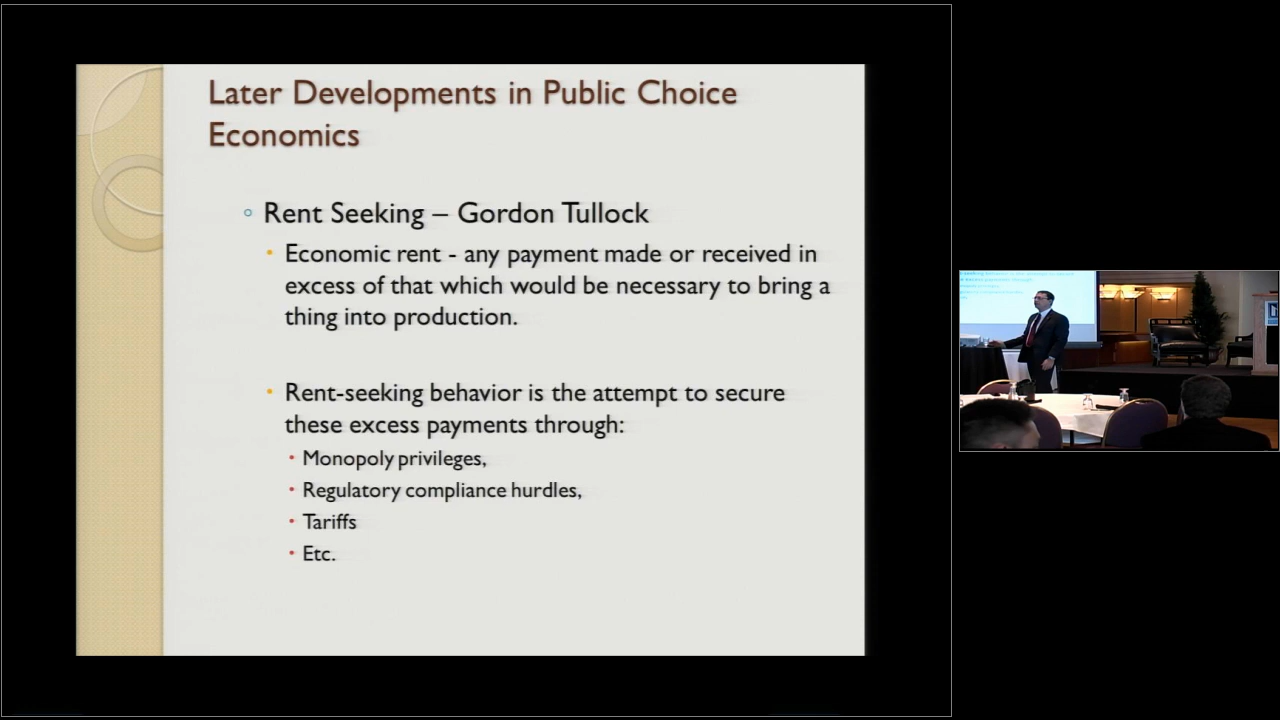 Later Developments in Public Choice
Economics
Rent Seeking – Gordon Tullock
Economic rent - any payment made or received in
excess of that which would be necessary to bring a
thing into production.
Rent-seeking behavior is the attempt to secure
these excess payments through:
Monopoly privileges,
Regulatory compliance hurdles,
Tariffs
Etc.